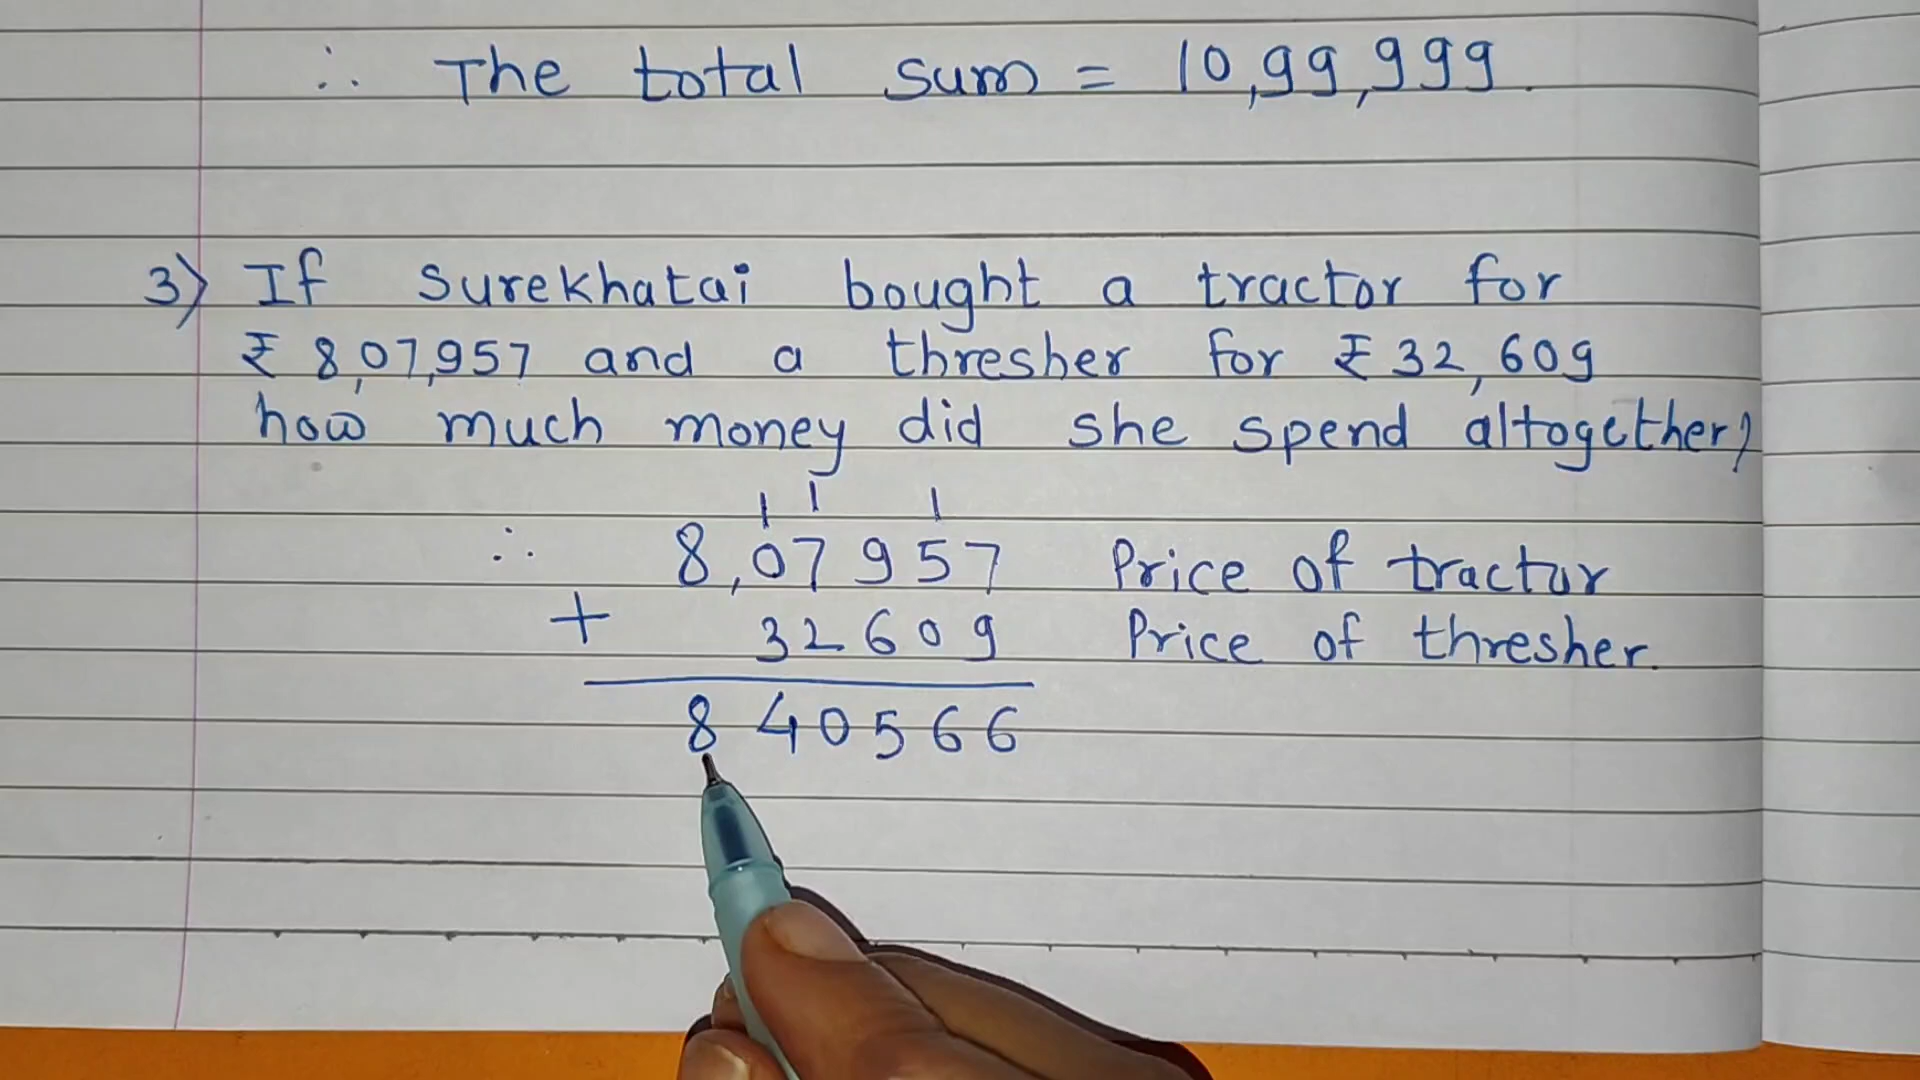 ∴ The total sum = 10,99,999.
3) If Surekhatai bought a tractor for
₹ 8,07,957 and a thresher for ₹ 32,609
how much money did she spend altogether?
1 1 1
∴ 8,07957 Price of tractor
+ 32609 Price of thresher.
840566